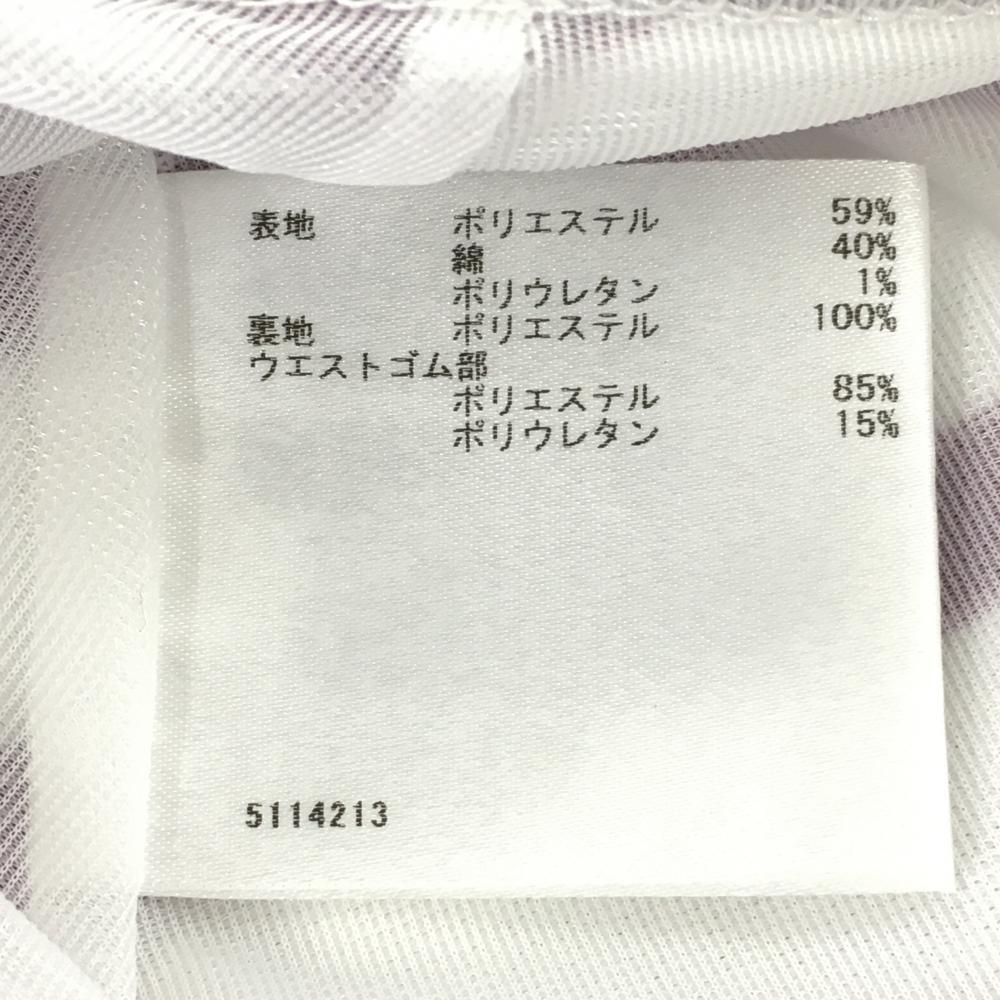 表地 ポリエステル 59%
綿 40%
ポリウレタン 1%
裏地 ポリエステル 100%
ウエストゴム部
ポリエステル 85%
ポリウレタン 15%
5114213